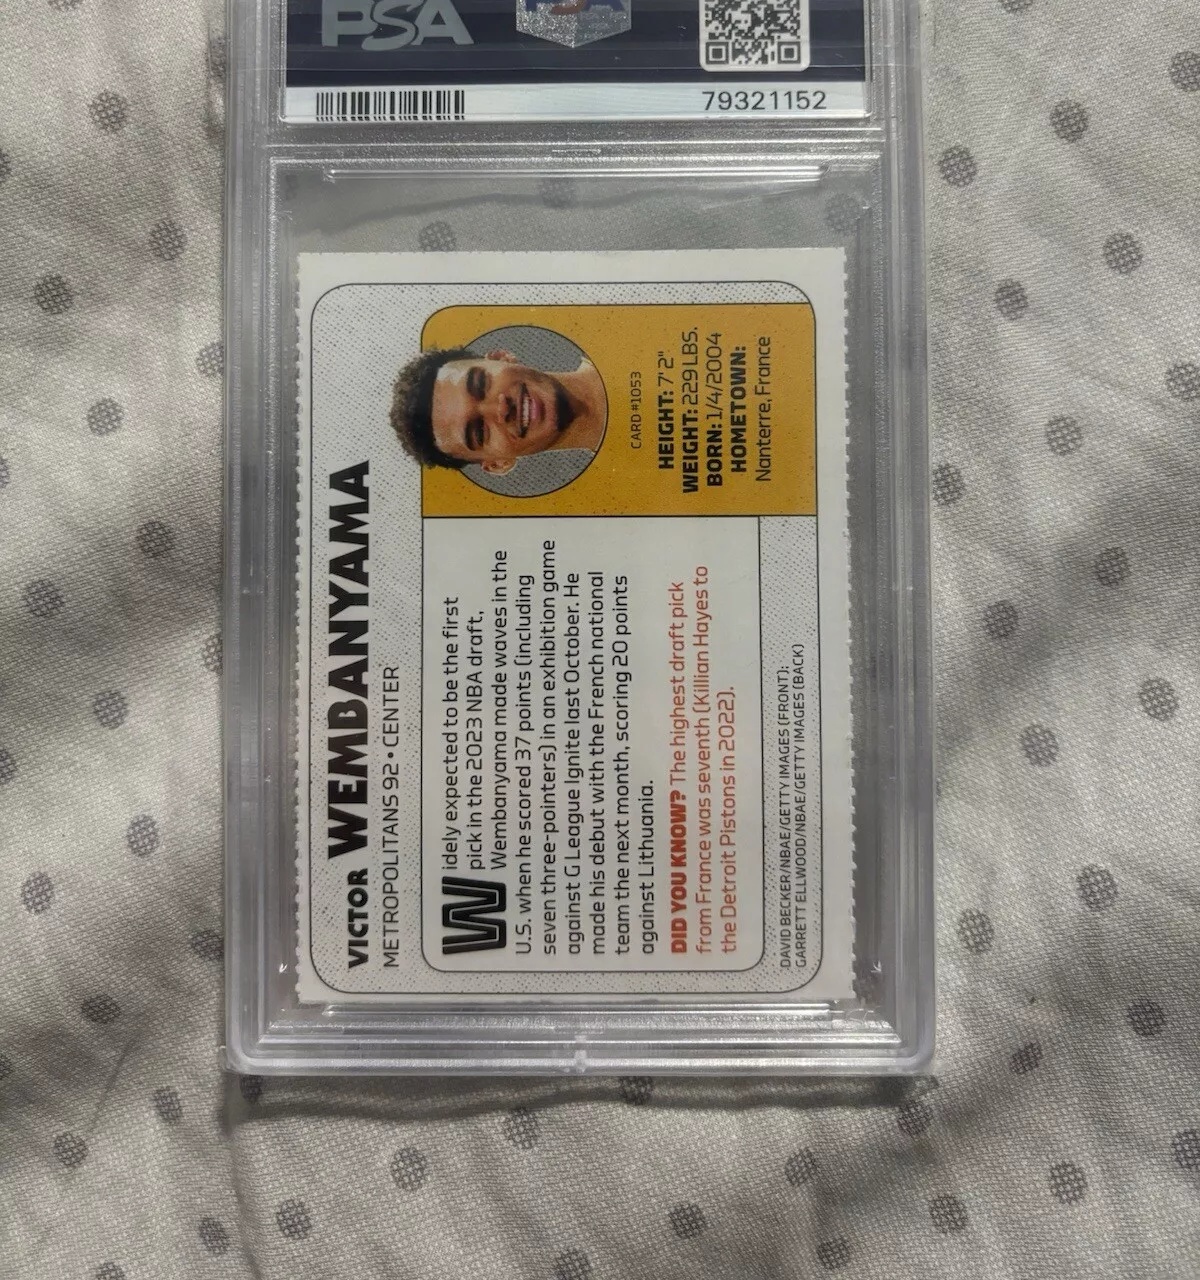 PSA
PSA
79321152
VICTOR WEMBANYAMA
METROPOLITANS 92 • CENTER
Widely expected to be the first
pick in the 2023 NBA draft,
Wembanyama made waves in the
U.S. when he scored 37 points (including
seven three-pointers) in an exhibition game
against G League Ignite last October. He
made his debut with the French national
team the next month, scoring 20 points
against Lithuania.
DID YOU KNOW? The highest draft pick
from France was seventh (Killian Hayes to
the Detroit Pistons in 2022).
CARD #1053
HEIGHT: 7' 2"
WEIGHT: 229 LBS.
BORN: 1/4/2004
HOMETOWN:
Nanterre, France
DAVID BECKER/NBAE/GETTY IMAGES (FRONT);
GARRETT ELLWOOD/NBAE/GETTY IMAGES (BACK)